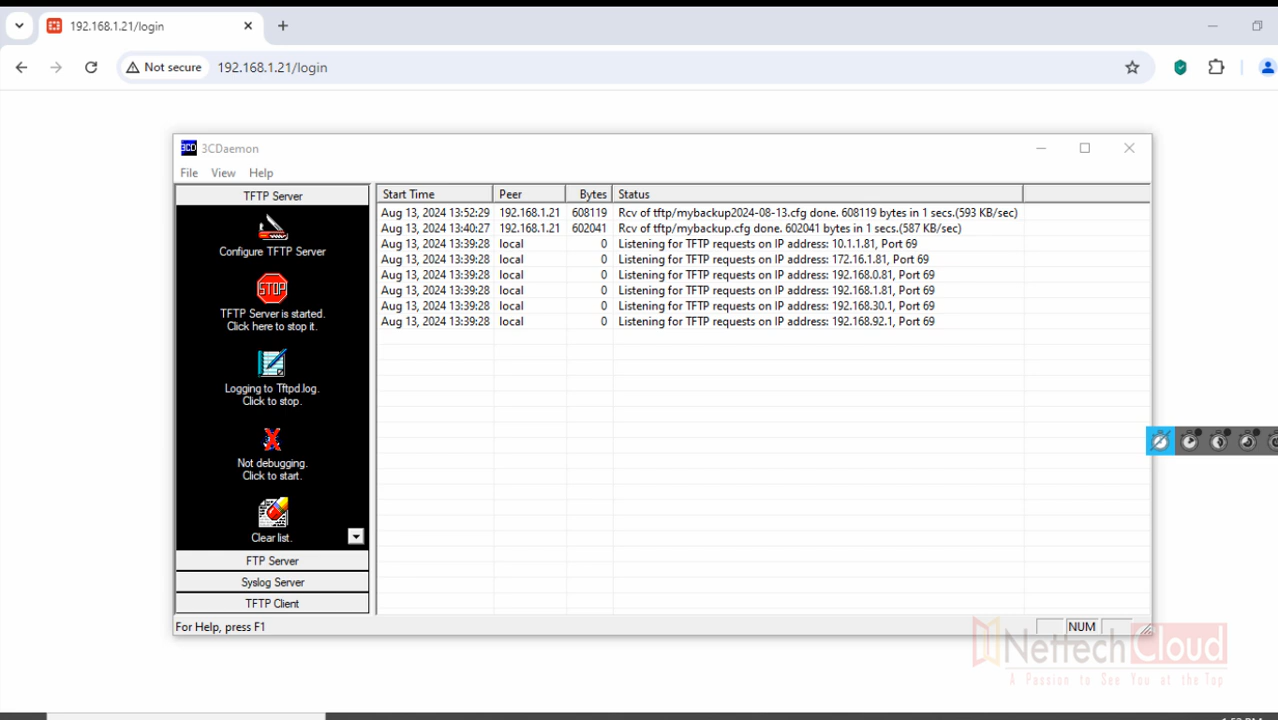 192.168.1.21/login
Not secure 192.168.1.21/login
3CD 3CDaemon
File View Help
TFTP Server
Configure TFTP Server
STOP
TFTP Server is started.
Click here to stop it.
Logging to Tftpd.log.
Click to stop.
Not debugging.
Click to start.
Clear list.
FTP Server
Syslog Server
TFTP Client
Start Time Peer Bytes Status
Aug 13, 2024 13:52:29 192.168.1.21 608119 Rcv of tftp/mybackup2024-08-13.cfg done. 608119 bytes in 1 secs.(593 KB/sec)
Aug 13, 2024 13:40:27 192.168.1.21 602041 Rcv of tftp/mybackup.cfg done. 602041 bytes in 1 secs.(587 KB/sec)
Aug 13, 2024 13:39:28 local 0 Listening for TFTP requests on IP address: 10.1.1.81, Port 69
Aug 13, 2024 13:39:28 local 0 Listening for TFTP requests on IP address: 172.16.1.81, Port 69
Aug 13, 2024 13:39:28 local 0 Listening for TFTP requests on IP address: 192.168.0.81, Port 69
Aug 13, 2024 13:39:28 local 0 Listening for TFTP requests on IP address: 192.168.1.81, Port 69
Aug 13, 2024 13:39:28 local 0 Listening for TFTP requests on IP address: 192.168.30.1, Port 69
Aug 13, 2024 13:39:28 local 0 Listening for TFTP requests on IP address: 192.168.92.1, Port 69
For Help, press F1
NUM
NettechCloud
A Passion to See You at the Top